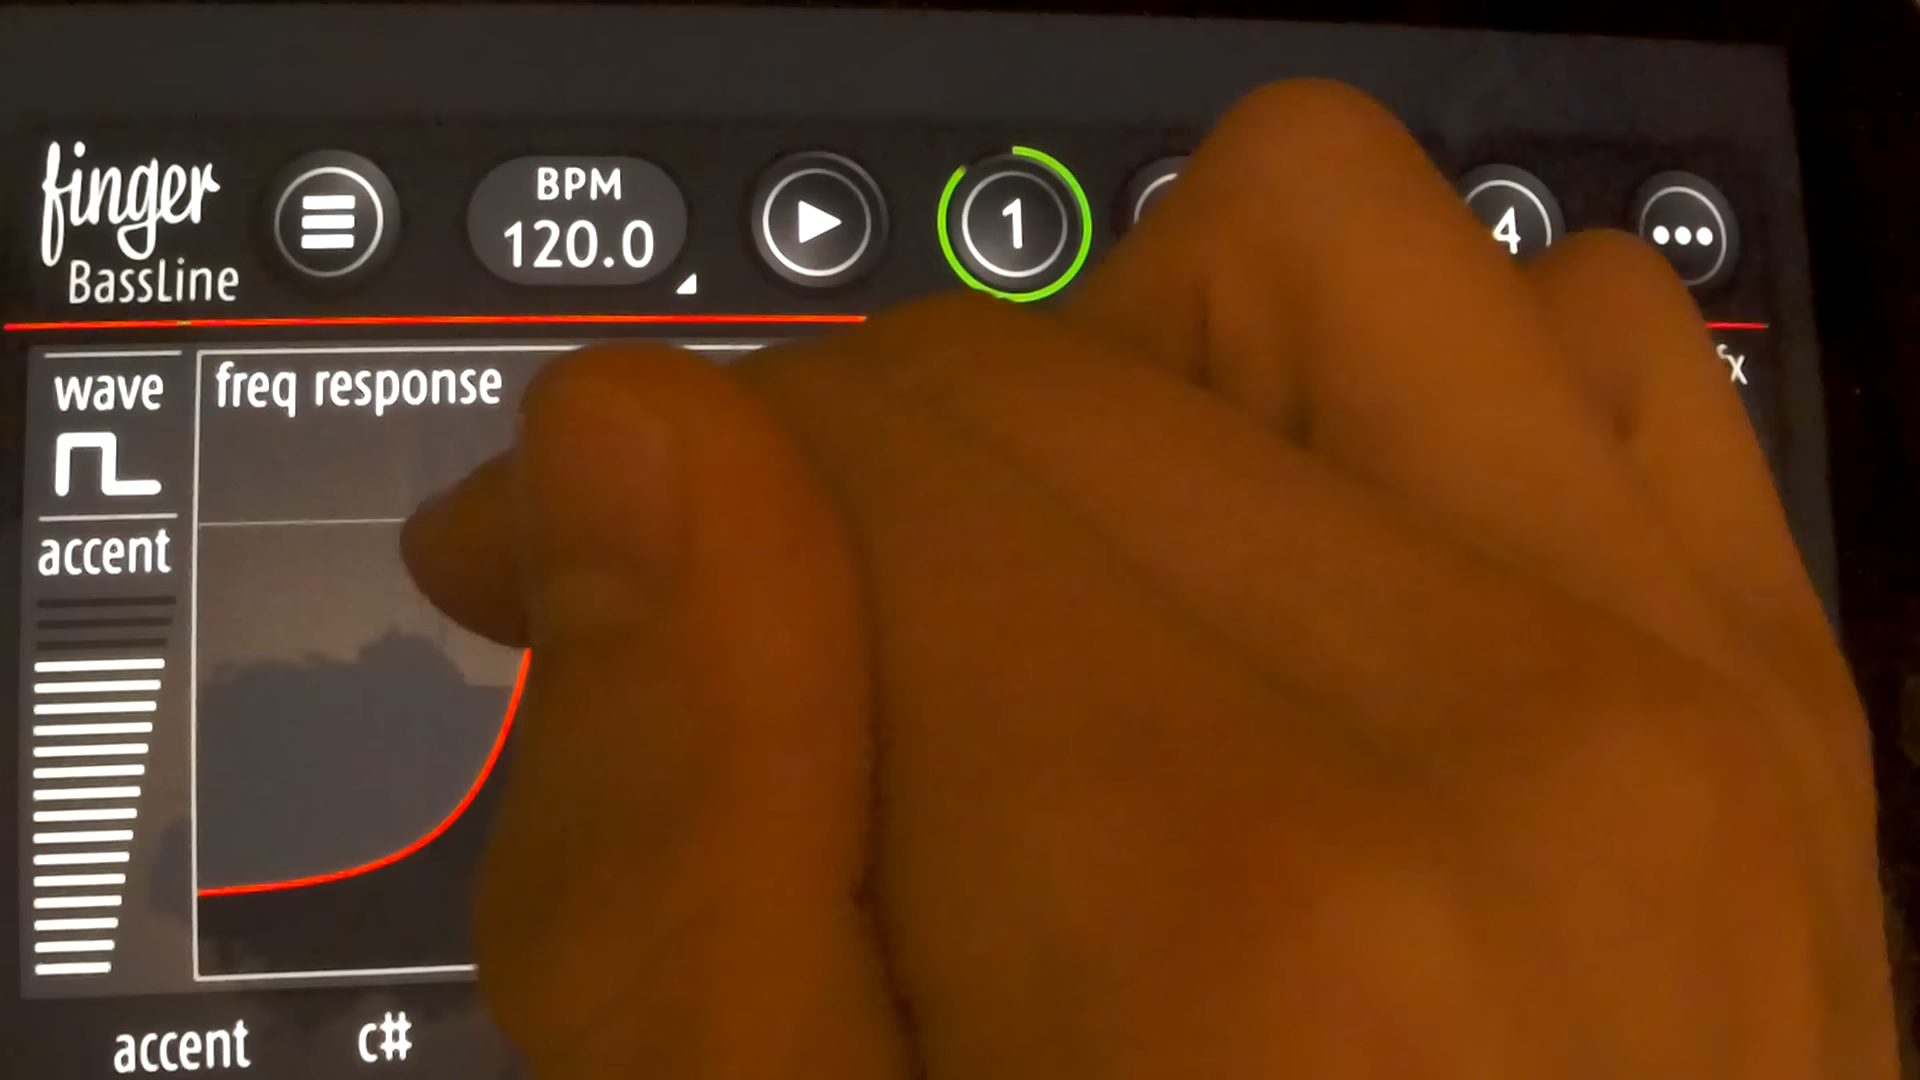 finger
BassLine
BPM
120.0
1
4
wave
freq response
accent
accent
c#